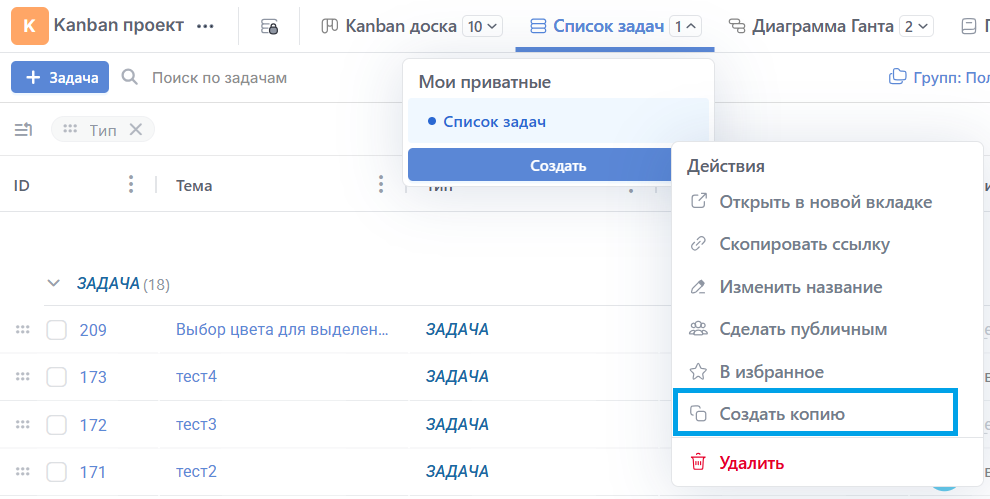 K Kanban проект ••• Kanban доска 10 Список задач 1 Диаграмма Ганта 2
+ Задача Поиск по задачам Групп: Пол
Мои приватные
Список задач
Создать
Тип
ID Тема Тип
Действия
Открыть в новой вкладке
Скопировать ссылку
Изменить название
Сделать публичным
В избранное
Создать копию
Удалить
ЗАДАЧА (18)
209 Выбор цвета для выделен... ЗАДАЧА
173 тест4 ЗАДАЧА
172 тест3 ЗАДАЧА
171 тест2 ЗАДАЧА